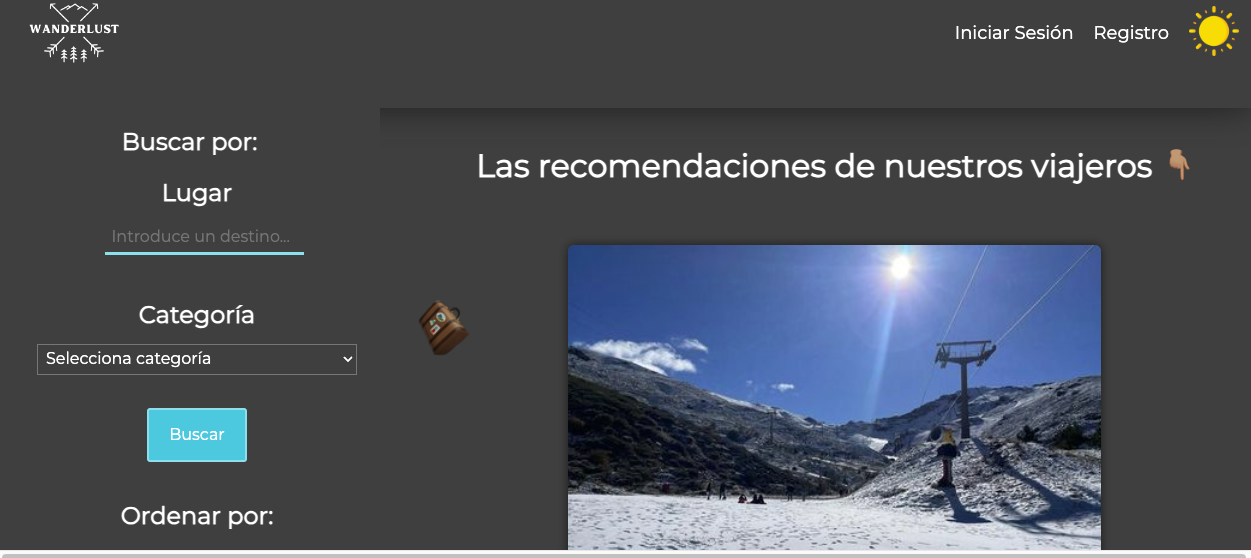 WANDERLUST
Iniciar Sesión Registro
Buscar por:
Lugar
Introduce un destino...
Categoría
Selecciona categoría
Buscar
Ordenar por:
Las recomendaciones de nuestros viajeros 👇🏽